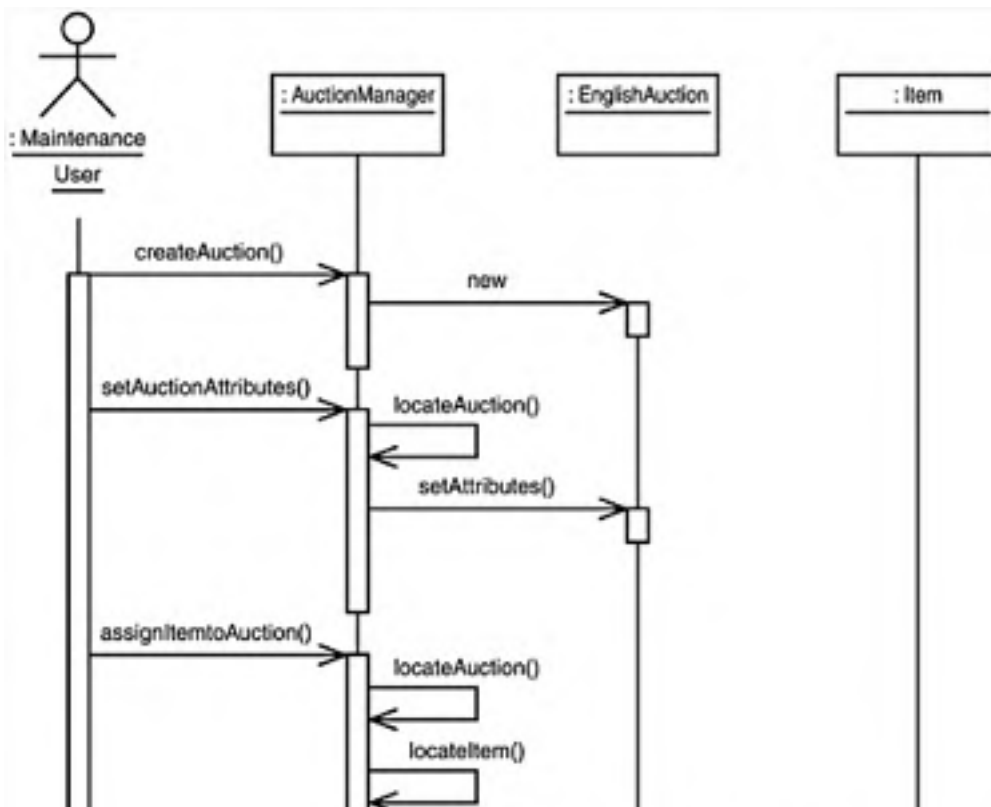 : AuctionManager
: EnglishAuction
: Item
: Maintenance
User
createAuction()
new
setAuctionAttributes()
locateAuction()
setAttributes()
assignItemtoAuction()
locateAuction()
locateItem()